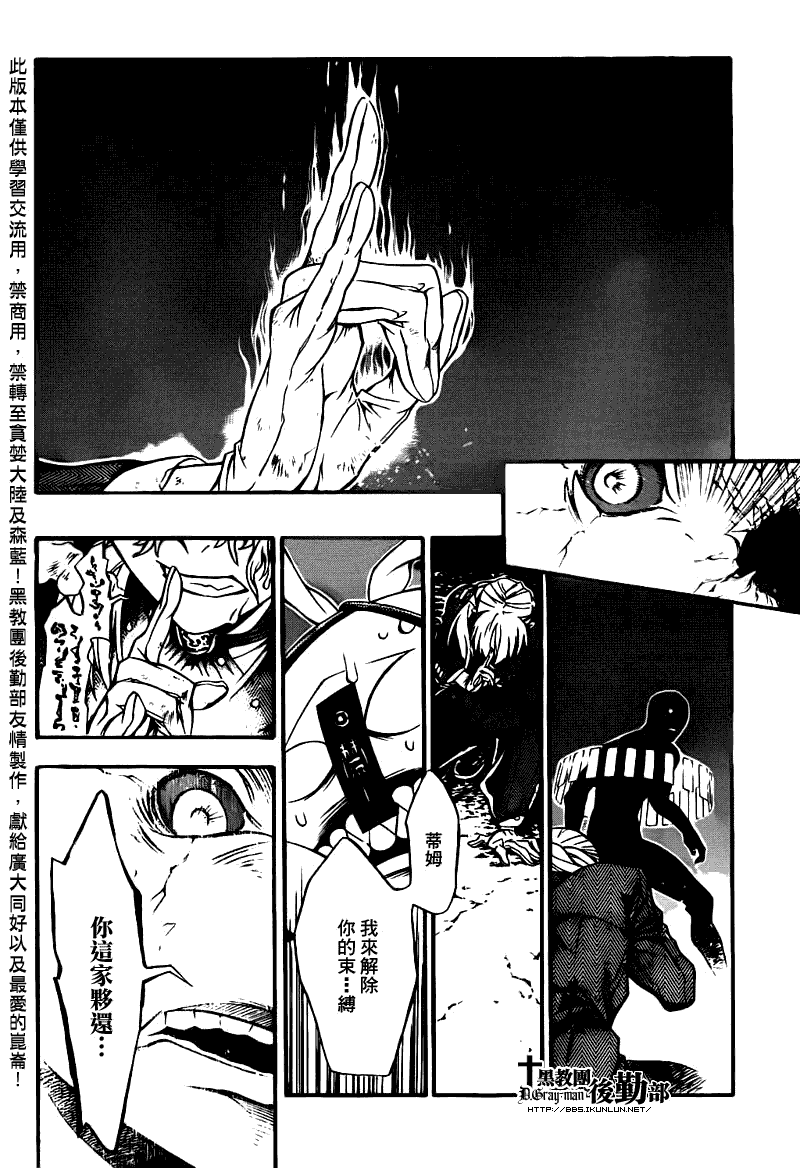 此版本僅供學習交流用，禁商用，禁轉至貪婪大陸及森藍！黑教團後勤部友情製作，獻給廣大同好以及最愛的崑崙！
蒂姆
我來解除
你的束…縛
你這家夥還…
黑教團
D.Gray-man
後勤部
HTTP://BBS.IKUNLUN.NET/